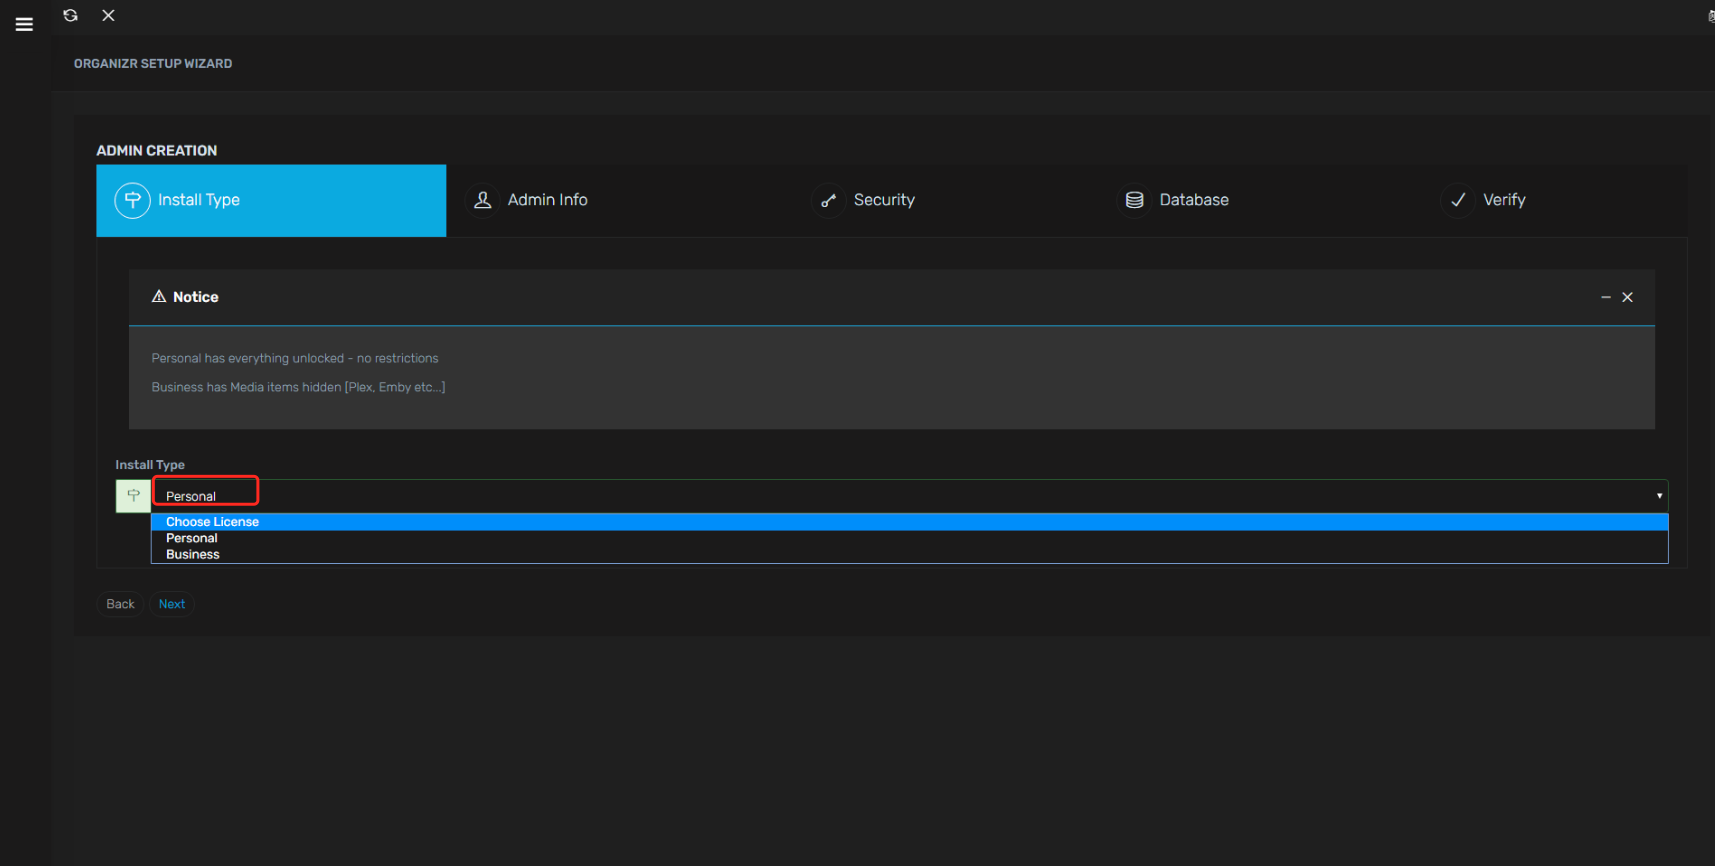 ORGANIZR SETUP WIZARD
ADMIN CREATION
Install Type
Admin Info
Security
Database
Verify
Notice
Personal has everything unlocked - no restrictions
Business has Media items hidden [Plex, Emby etc...]
Install Type
Personal
Choose License
Personal
Business
Back
Next